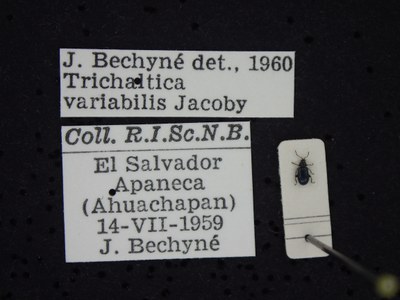 J. Bechyné det., 1960
Trichaltica
variabilis Jacoby
Coll. R.I.Sc.N.B.
El Salvador
Apaneca
(Ahuachapan)
14-VII-1959
J. Bechyné